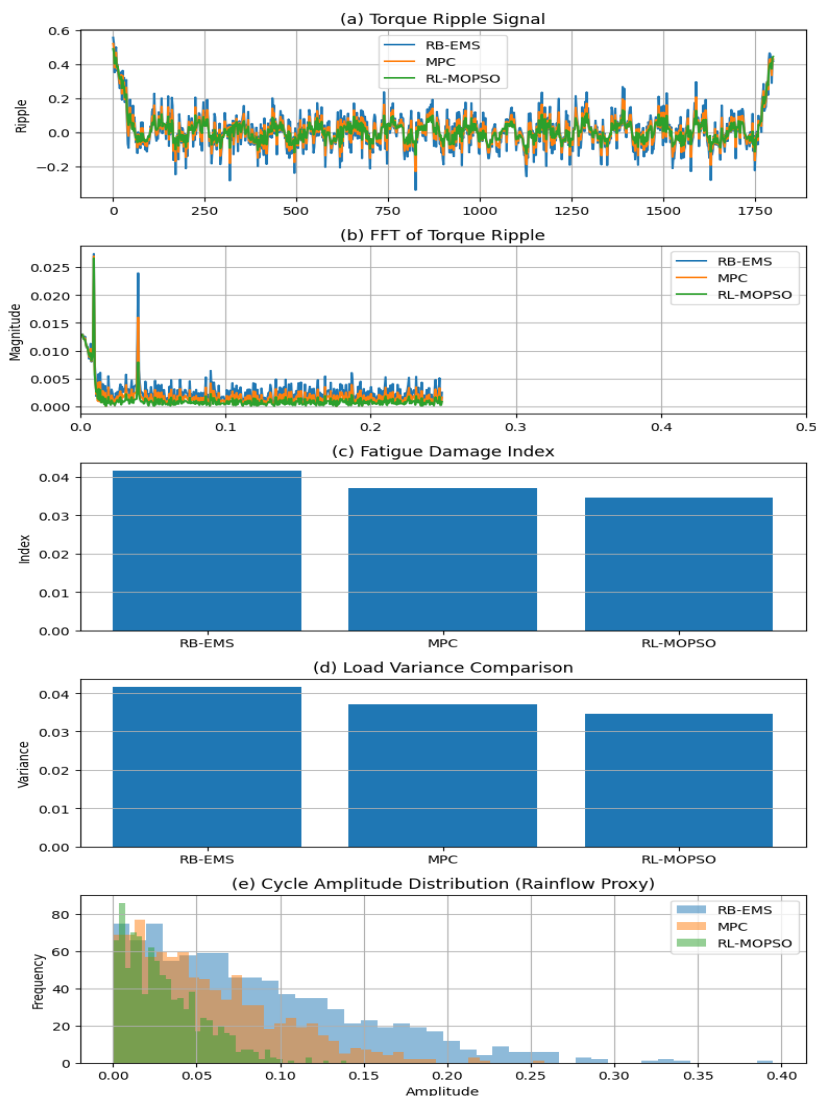 (a) Torque Ripple Signal
0.6
0.4
0.2
0.0
−0.2
Ripple
RB-EMS
MPC
RL-MOPSO
0 250 500 750 1000 1250 1500 1750
(b) FFT of Torque Ripple
0.025
0.020
0.015
0.010
0.005
0.000
Magnitude
RB-EMS
MPC
RL-MOPSO
0.0 0.1 0.2 0.3 0.4 0.5
(c) Fatigue Damage Index
0.04
0.03
0.02
0.01
0.00
Index
RB-EMS MPC RL-MOPSO
(d) Load Variance Comparison
0.04
0.03
0.02
0.01
0.00
Variance
RB-EMS MPC RL-MOPSO
(e) Cycle Amplitude Distribution (Rainflow Proxy)
80
60
40
20
0
Frequency
RB-EMS
MPC
RL-MOPSO
0.00 0.05 0.10 0.15 0.20 0.25 0.30 0.35 0.40
Amplitude